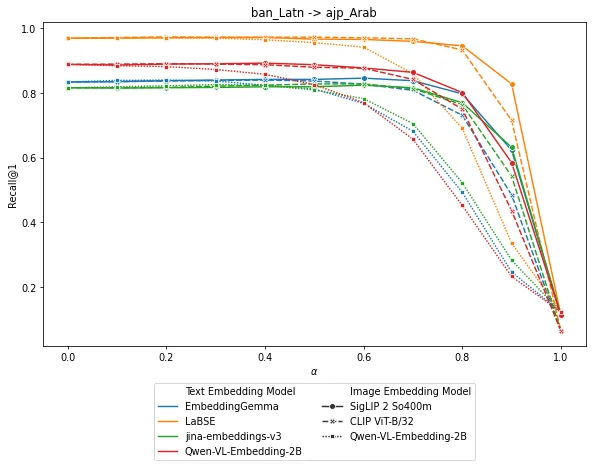 ban_Latn -> ajp_Arab
1.0
0.8
0.6
0.4
0.2
Recall@1
0.0 0.2 0.4 0.6 0.8 1.0
α
Text Embedding Model Image Embedding Model
EmbeddingGemma SigLIP 2 So400m
LaBSE CLIP ViT-B/32
jina-embeddings-v3 Qwen-VL-Embedding-2B
Qwen-VL-Embedding-2B